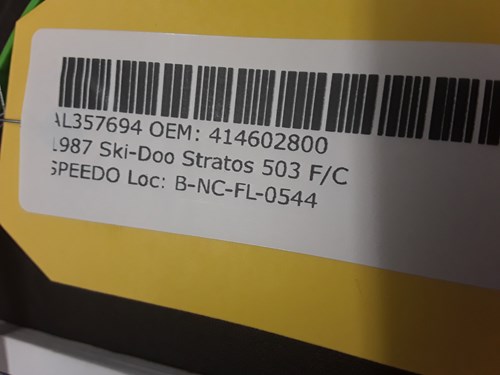 AL357694 OEM: 414602800
1987 Ski-Doo Stratos 503 F/C
SPEEDO Loc: B-NC-FL-0544